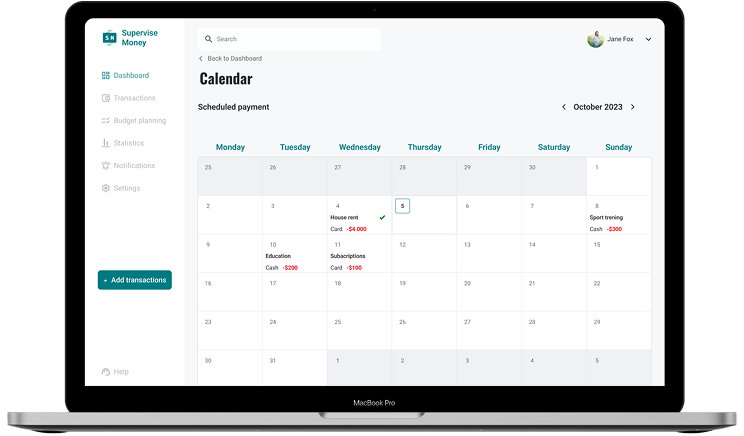 Supervise
Money
Search
Jane Fox
Back to Dashboard
Calendar
Dashboard
Transactions
Budget planning
Statistics
Notifications
Settings
+ Add transactions
Help
Scheduled payment
October 2023
Monday Tuesday Wednesday Thursday Friday Saturday Sunday
25 26 27 28 29 30 1
2 3 4 5 6 7 8
House rent
Card -$4.000
Sport trening
Cash -$300
9 10 11 12 13 14 15
Education
Cash -$200
Subacriptions
Card -$100
16 17 18 19 20 21 22
23 24 25 26 27 28 29
30 31 1 2 3 4 5
MacBook Pro